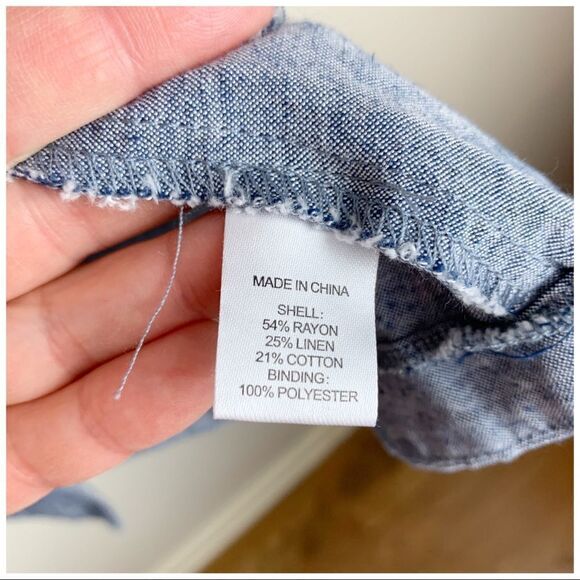 MADE IN CHINA
SHELL:
54% RAYON
25% LINEN
21% COTTON
BINDING:
100% POLYESTER